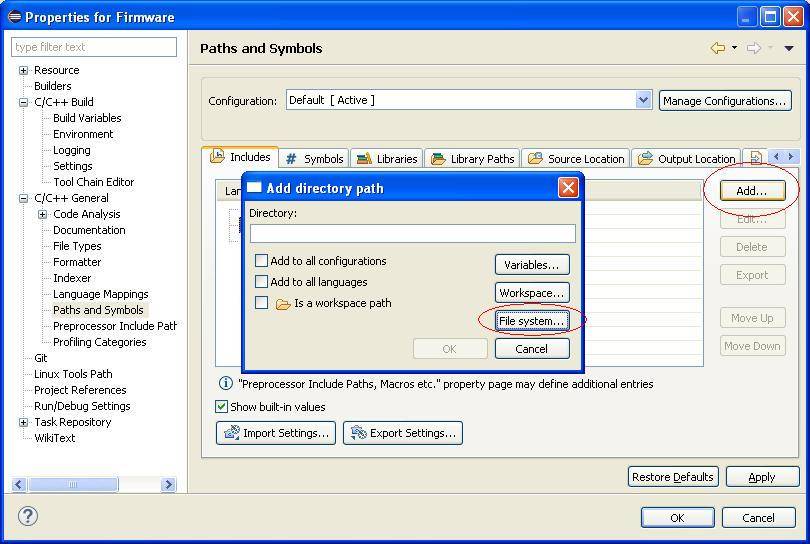 Properties for Firmware
type filter text
Resource
Builders
C/C++ Build
Build Variables
Environment
Logging
Settings
Tool Chain Editor
C/C++ General
Code Analysis
Documentation
File Types
Formatter
Indexer
Language Mappings
Paths and Symbols
Preprocessor Include Path
Profiling Categories
Git
Linux Tools Path
Project References
Run/Debug Settings
Task Repository
WikiText
Paths and Symbols
Configuration: Default [ Active ] Manage Configurations...
Includes # Symbols Libraries Library Paths Source Location Output Location
Add...
Edit...
Delete
Export
Move Up
Move Down
Add directory path
Directory:
Add to all configurations
Add to all languages
Is a workspace path
Variables...
Workspace...
File system...
OK Cancel
"Preprocessor Include Paths, Macros etc." property page may define additional entries
Show built-in values
Import Settings... Export Settings...
Restore Defaults Apply
? OK Cancel